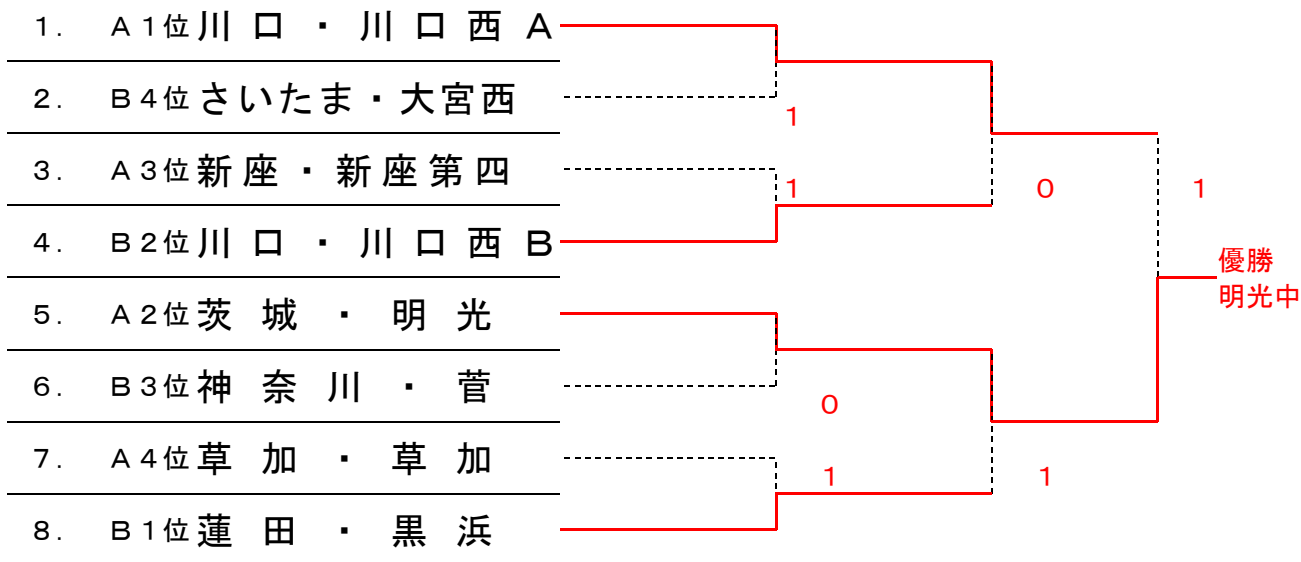 1. A1位 川口・川口西A
2. B4位 さいたま・大宮西
1
3. A3位 新座・新座第四
1
0
1
4. B2位 川口・川口西B
優勝
明光中
5. A2位 茨城・明光
6. B3位 神奈川・菅
0
7. A4位 草加・草加
1
1
8. B1位 蓮田・黒浜